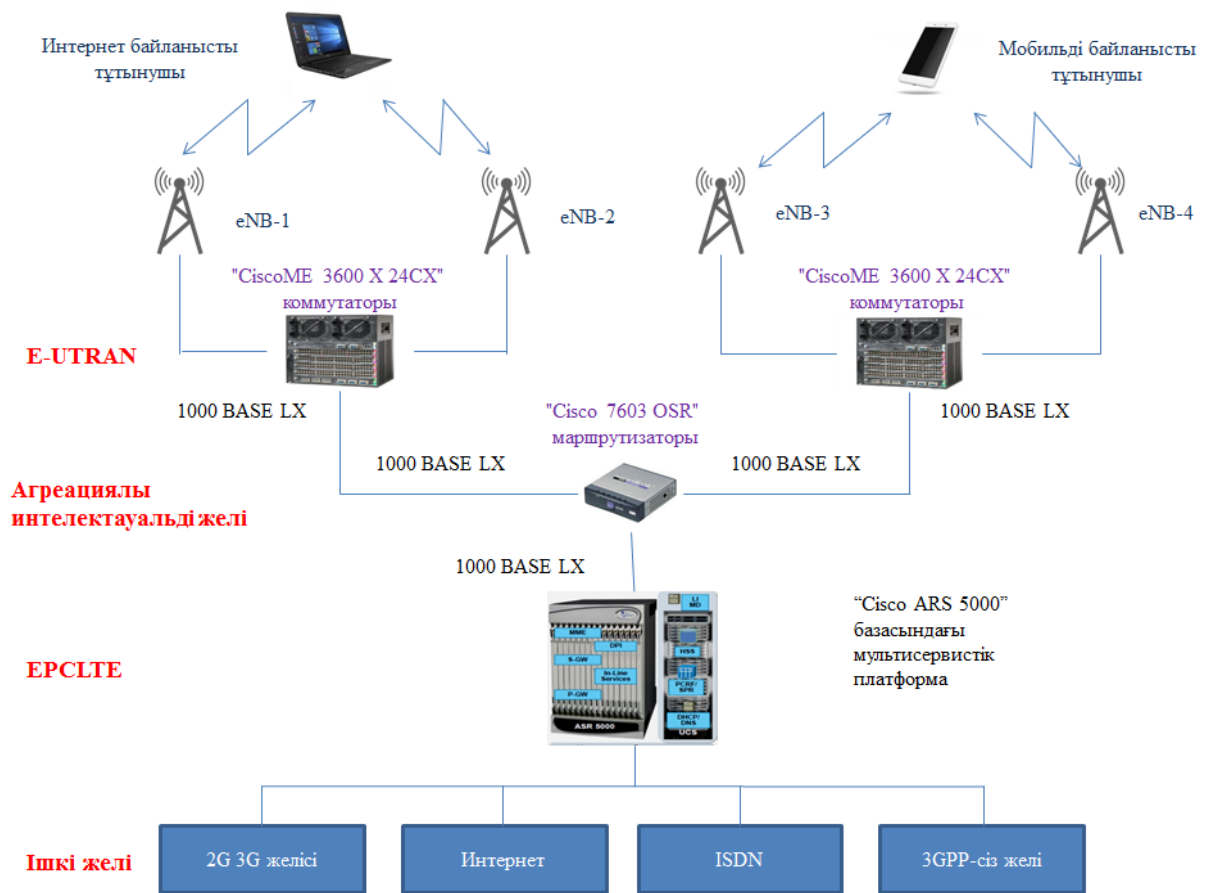 Интернет байланысты
тұтынушы
Мобильді байланысты
тұтынушы
eNB-1
eNB-2
eNB-3
eNB-4
"CiscoME 3600 X 24CX"
коммутаторы
"CiscoME 3600 X 24CX"
коммутаторы
E-UTRAN
1000 BASE LX
"Cisco 7603 OSR"
маршрутизаторы
1000 BASE LX
1000 BASE LX
1000 BASE LX
Агреациялы
интелектауальді желі
1000 BASE LX
LI
MD
MME
DPI
HSS
S-GW
In-Line
Services
PCRF/
SPR
P-GW
DHCP/
DNS
ASR 5000
UCS
“Cisco ARS 5000”
базасындағы
мультисервистік
платформа
EPCLTE
Ішкі желі
2G 3G желісі
Интернет
ISDN
3GPP-сіз желі